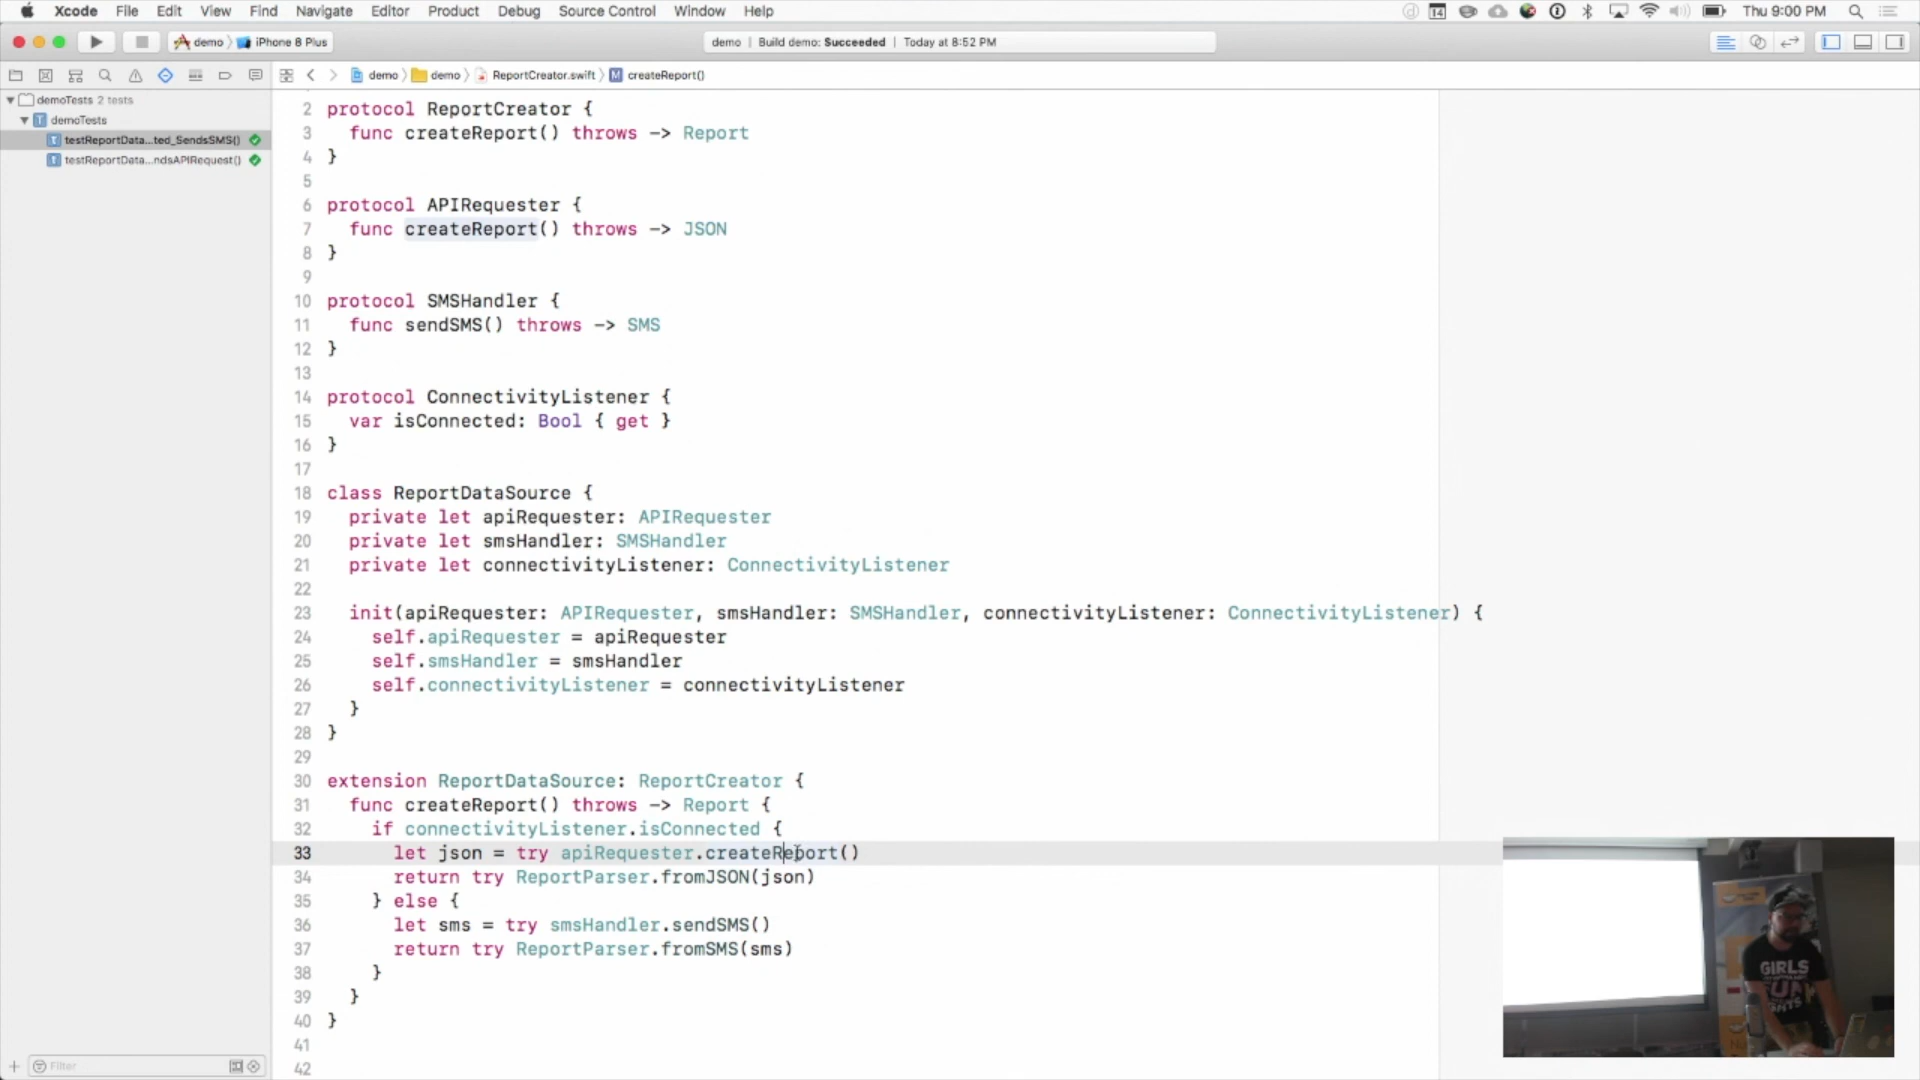 Xcode File Edit View Find Navigate Editor Product Debug Source Control Window Help
14 Thu 9:00 PM
demo iPhone 8 Plus
demo | Build demo: Succeeded | Today at 8:52 PM
demo demo ReportCreator.swift M createReport()
demoTests 2 tests
demoTests
testReportData...ted_SendsSMS()
testReportData...ndsAPIRequest()
2 protocol ReportCreator {
3 func createReport() throws -> Report
4 }
5
6 protocol APIRequester {
7 func createReport() throws -> JSON
8 }
9
10 protocol SMSHandler {
11 func sendSMS() throws -> SMS
12 }
13
14 protocol ConnectivityListener {
15 var isConnected: Bool { get }
16 }
17
18 class ReportDataSource {
19 private let apiRequester: APIRequester
20 private let smsHandler: SMSHandler
21 private let connectivityListener: ConnectivityListener
22
23 init(apiRequester: APIRequester, smsHandler: SMSHandler, connectivityListener: ConnectivityListener) {
24 self.apiRequester = apiRequester
25 self.smsHandler = smsHandler
26 self.connectivityListener = connectivityListener
27 }
28 }
29
30 extension ReportDataSource: ReportCreator {
31 func createReport() throws -> Report {
32 if connectivityListener.isConnected {
33 let json = try apiRequester.createReport()
34 return try ReportParser.fromJSON(json)
35 } else {
36 let sms = try smsHandler.sendSMS()
37 return try ReportParser.fromSMS(sms)
38 }
39 }
40 }
41
42
Filter
GIRLS